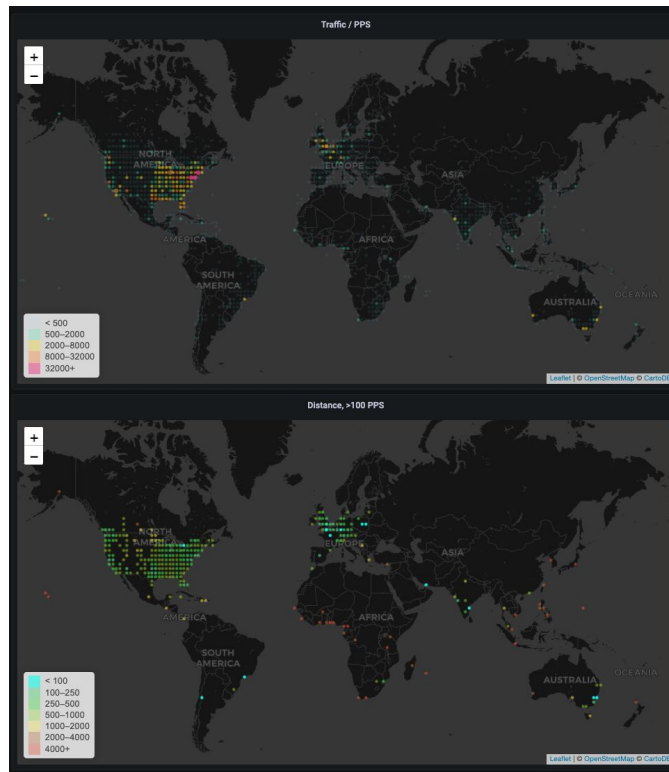 Traffic / PPS
+
−
NORTH
AMERICA
EUROPE
ASIA
AMERICA
AFRICA
SOUTH
AMERICA
OCEANIA
AUSTRALIA
< 500
500–2000
2000–8000
8000–32000
32000+
Leaflet | © OpenStreetMap © CartoDB
Distance, >100 PPS
+
−
NORTH
AMERICA
EUROPE
ASIA
AMERICA
AFRICA
SOUTH
AMERICA
OCEANIA
AUSTRALIA
< 100
100–250
250–500
500–1000
1000–2000
2000–4000
4000+
Leaflet | © OpenStreetMap © CartoDB